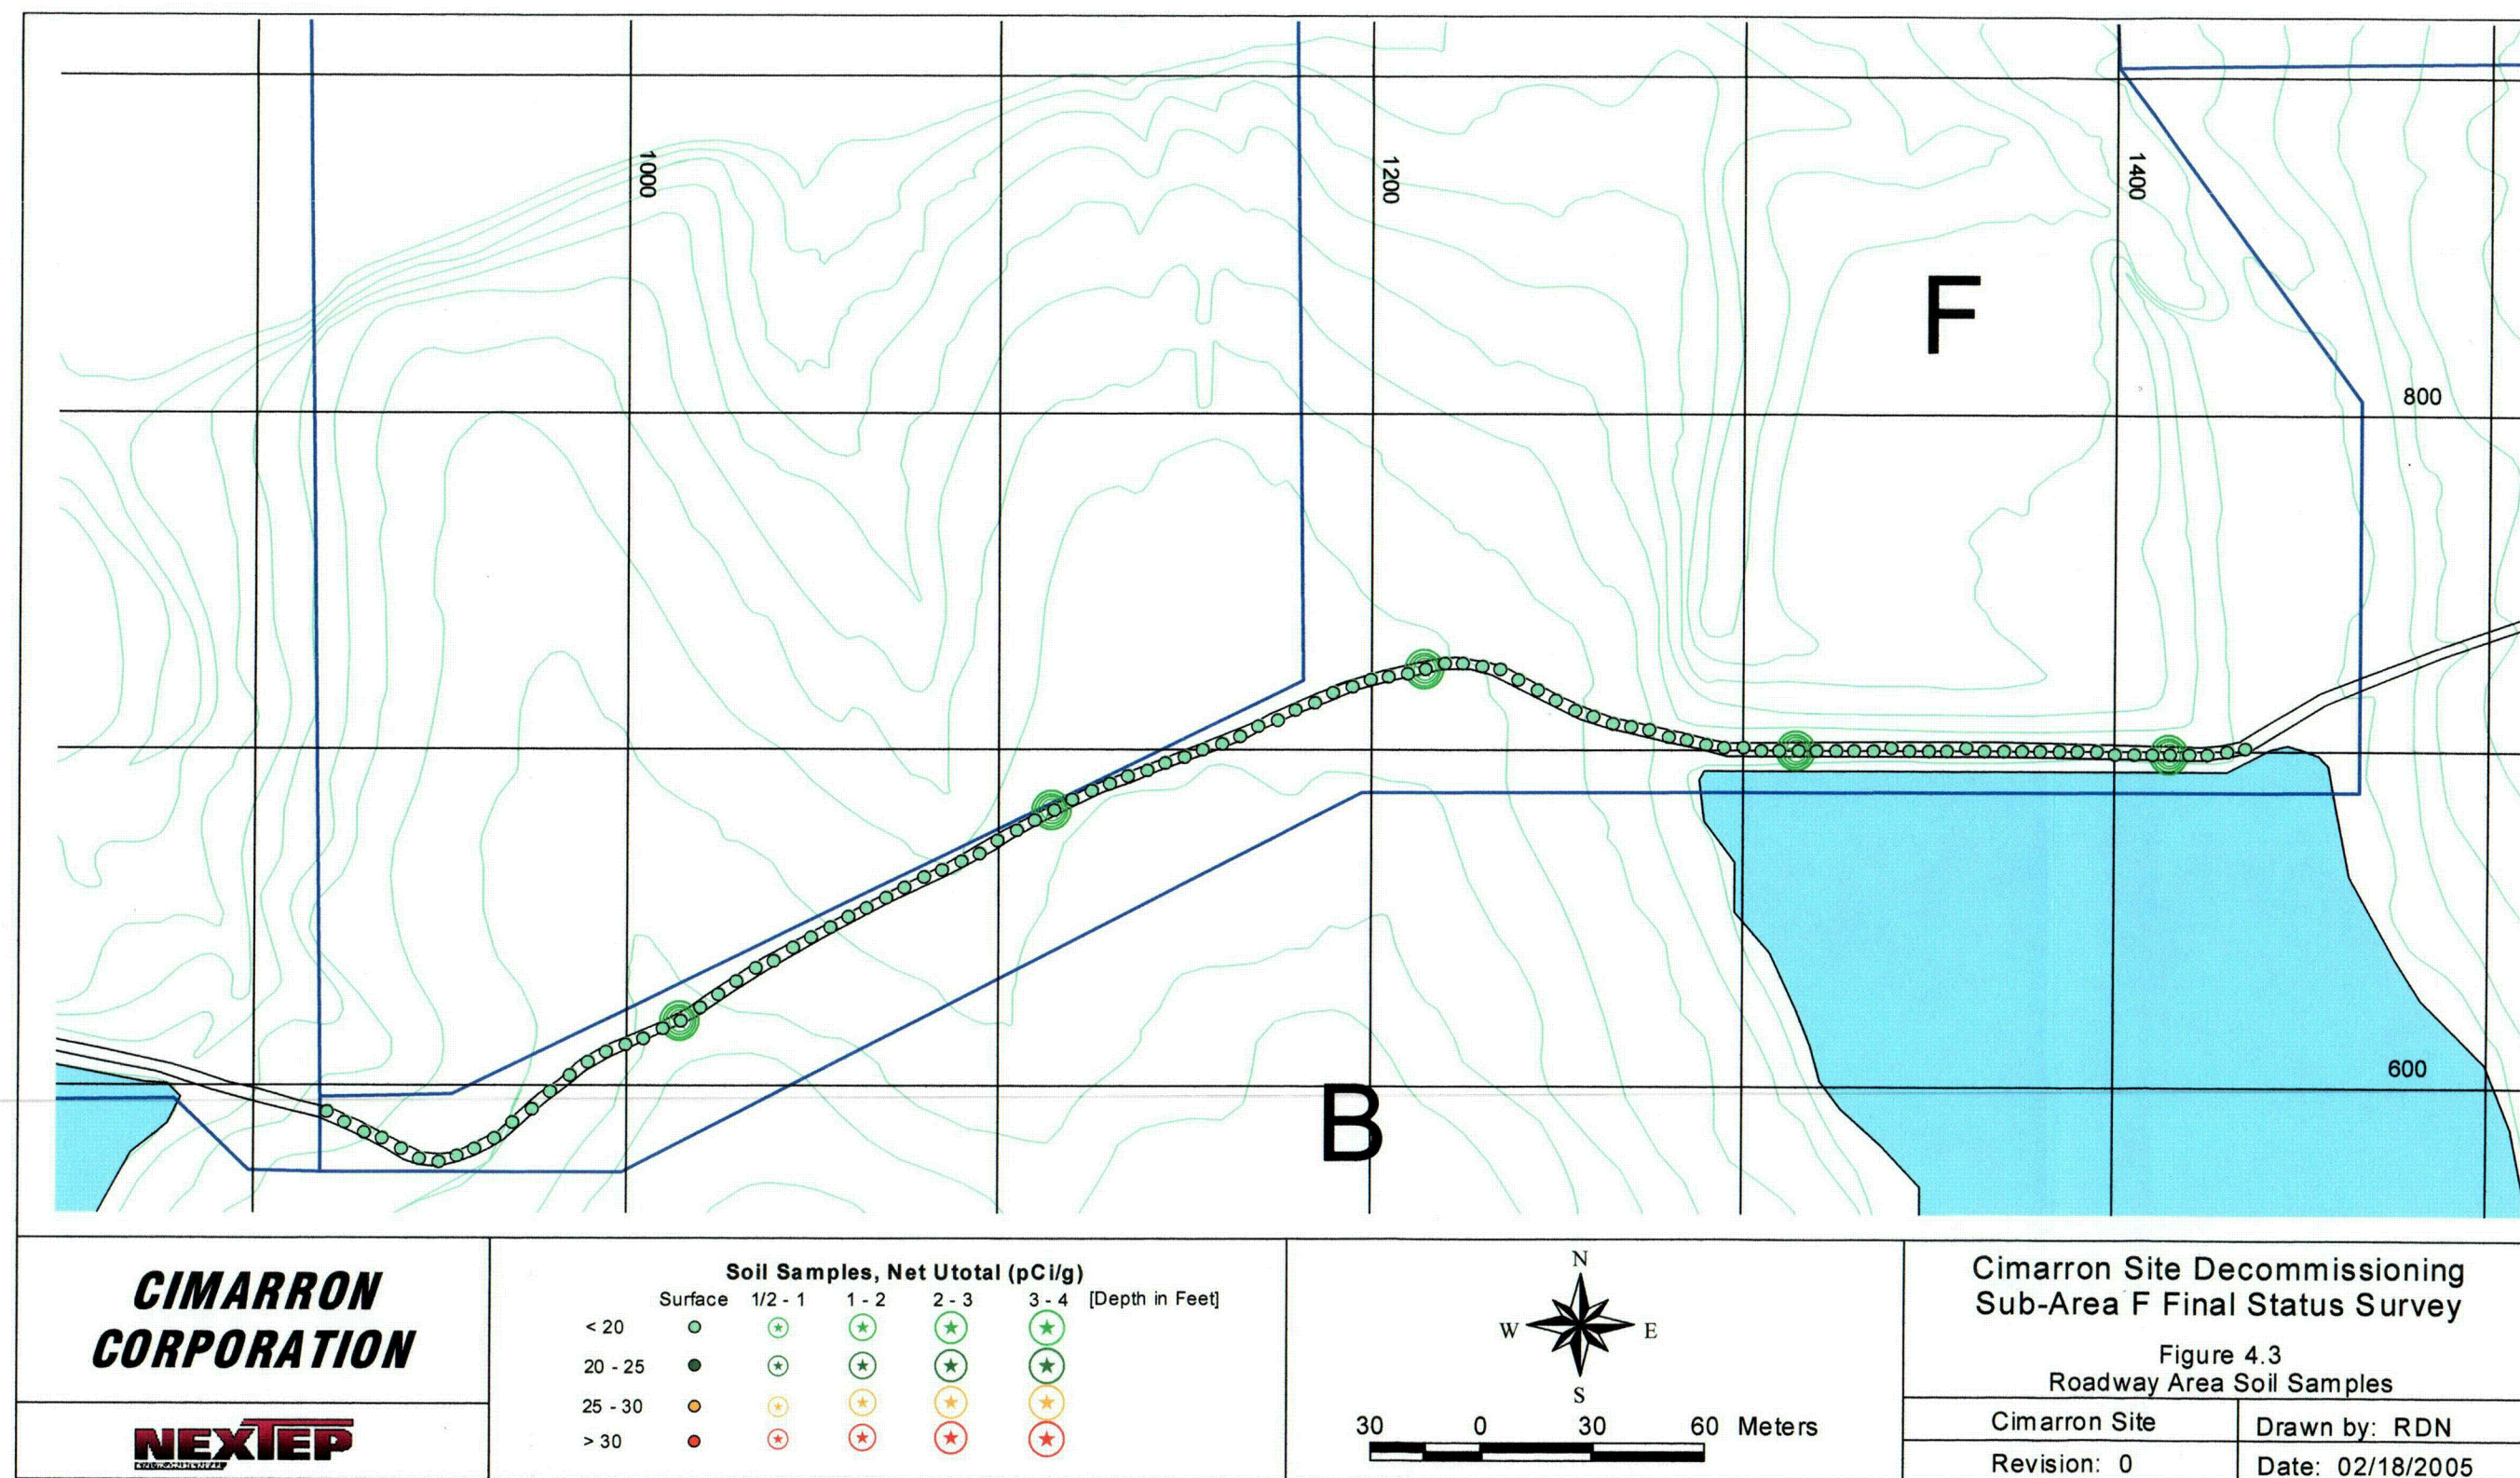 1000
1200
1400
F
800
600
B
CIMARRON
CORPORATION
NEXTEP
Soil Samples, Net Utotal (pCi/g)
Surface 1/2 - 1 1 - 2 2 - 3 3 - 4 [Depth in Feet]
< 20
20 - 25
25 - 30
> 30
N
W E
S
30 0 30 60 Meters
Cimarron Site Decommissioning
Sub-Area F Final Status Survey
Figure 4.3
Roadway Area Soil Samples
Cimarron Site
Drawn by: RDN
Revision: 0
Date: 02/18/2005